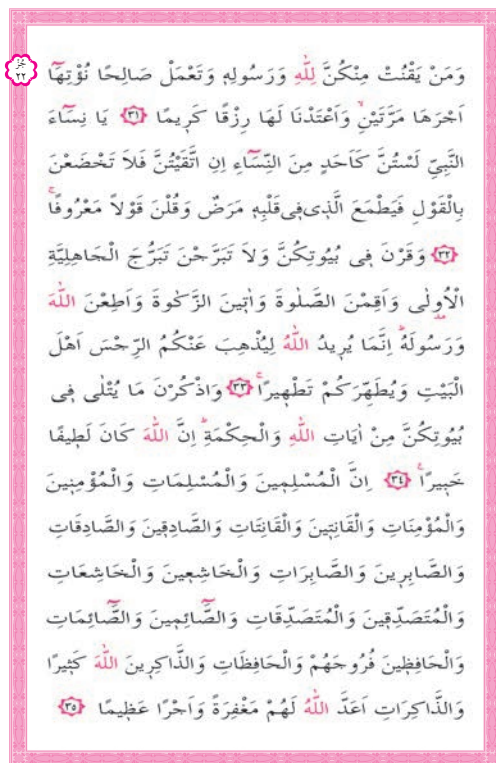 جُزْ ٢٢
وَمَنْ يَقْنُتْ مِنْكُنَّ لِلّٰهِ وَرَسُولِهٖ وَتَعْمَلْ صَالِحًا نُؤْتِهَٓا
اَجْرَهَا مَرَّتَيْنِۙ وَاَعْتَدْنَا لَهَا رِزْقًا كَرٖيمًا ﴿٣١﴾ يَا نِسَٓاءَ
النَّبِيِّ لَسْتُنَّ كَاَحَدٍ مِنَ النِّسَٓاءِ اِنِ اتَّقَيْتُنَّ فَلاَ تَخْضَعْنَ
بِالْقَوْلِ فَيَطْمَعَ الَّذٖى فٖى قَلْبِهٖ مَرَضٌ وَقُلْنَ قَوْلاً مَعْرُوفًاۚ
﴿٣٢﴾ وَقَرْنَ فٖى بُيُوتِكُنَّ وَلاَ تَبَرَّجْنَ تَبَرُّجَ الْجَاهِلِيَّةِ
الْاُولٰى وَاَقِمْنَ الصَّلٰوةَ وَاٰتٖينَ الزَّكٰوةَ وَاَطِعْنَ اللّٰهَ
وَرَسُولَهُؕ اِنَّمَا يُرٖيدُ اللّٰهُ لِيُذْهِبَ عَنْكُمُ الرِّجْسَ اَهْلَ
الْبَيْتِ وَيُطَهِّرَكُمْ تَطْهٖيرًاۚ ﴿٣٣﴾ وَاذْكُرْنَ مَا يُتْلٰى فٖى
بُيُوتِكُنَّ مِنْ اٰيَاتِ اللّٰهِ وَالْحِكْمَةِؕ اِنَّ اللّٰهَ كَانَ لَطٖيفًا
خَبٖيرًاۚ ﴿٣٤﴾ اِنَّ الْمُسْلِمٖينَ وَالْمُسْلِمَاتِ وَالْمُؤْمِنٖينَ
وَالْمُؤْمِنَاتِ وَالْقَانِتٖينَ وَالْقَانِتَاتِ وَالصَّادِقٖينَ وَالصَّادِقَاتِ
وَالصَّابِرٖينَ وَالصَّابِرَاتِ وَالْخَاشِعٖينَ وَالْخَاشِعَاتِ
وَالْمُتَصَدِّقٖينَ وَالْمُتَصَدِّقَاتِ وَالصَّٓائِمٖينَ وَالصَّٓائِمَاتِ
وَالْحَافِظٖينَ فُرُوجَهُمْ وَالْحَافِظَاتِ وَالذَّاكِرٖينَ اللّٰهَ كَثٖيرًا
وَالذَّاكِرَاتِ اَعَدَّ اللّٰهُ لَهُمْ مَغْفِرَةً وَاَجْرًا عَظٖيمًا ﴿٣٥﴾